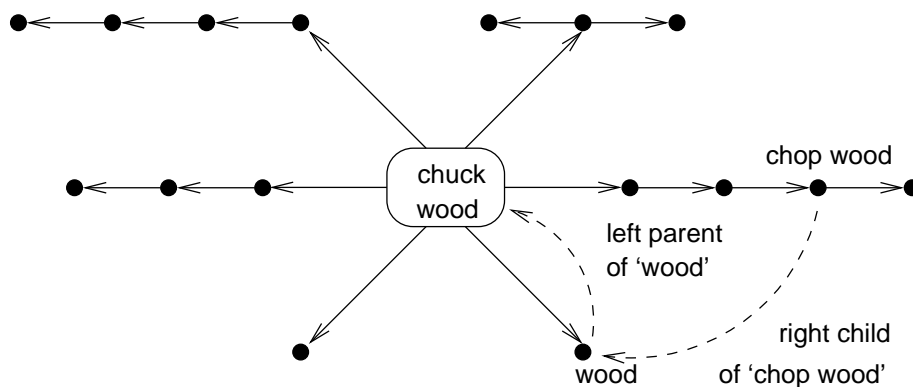 chop wood
chuck
wood
left parent
of ‘wood’
right child
of ‘chop wood’
wood